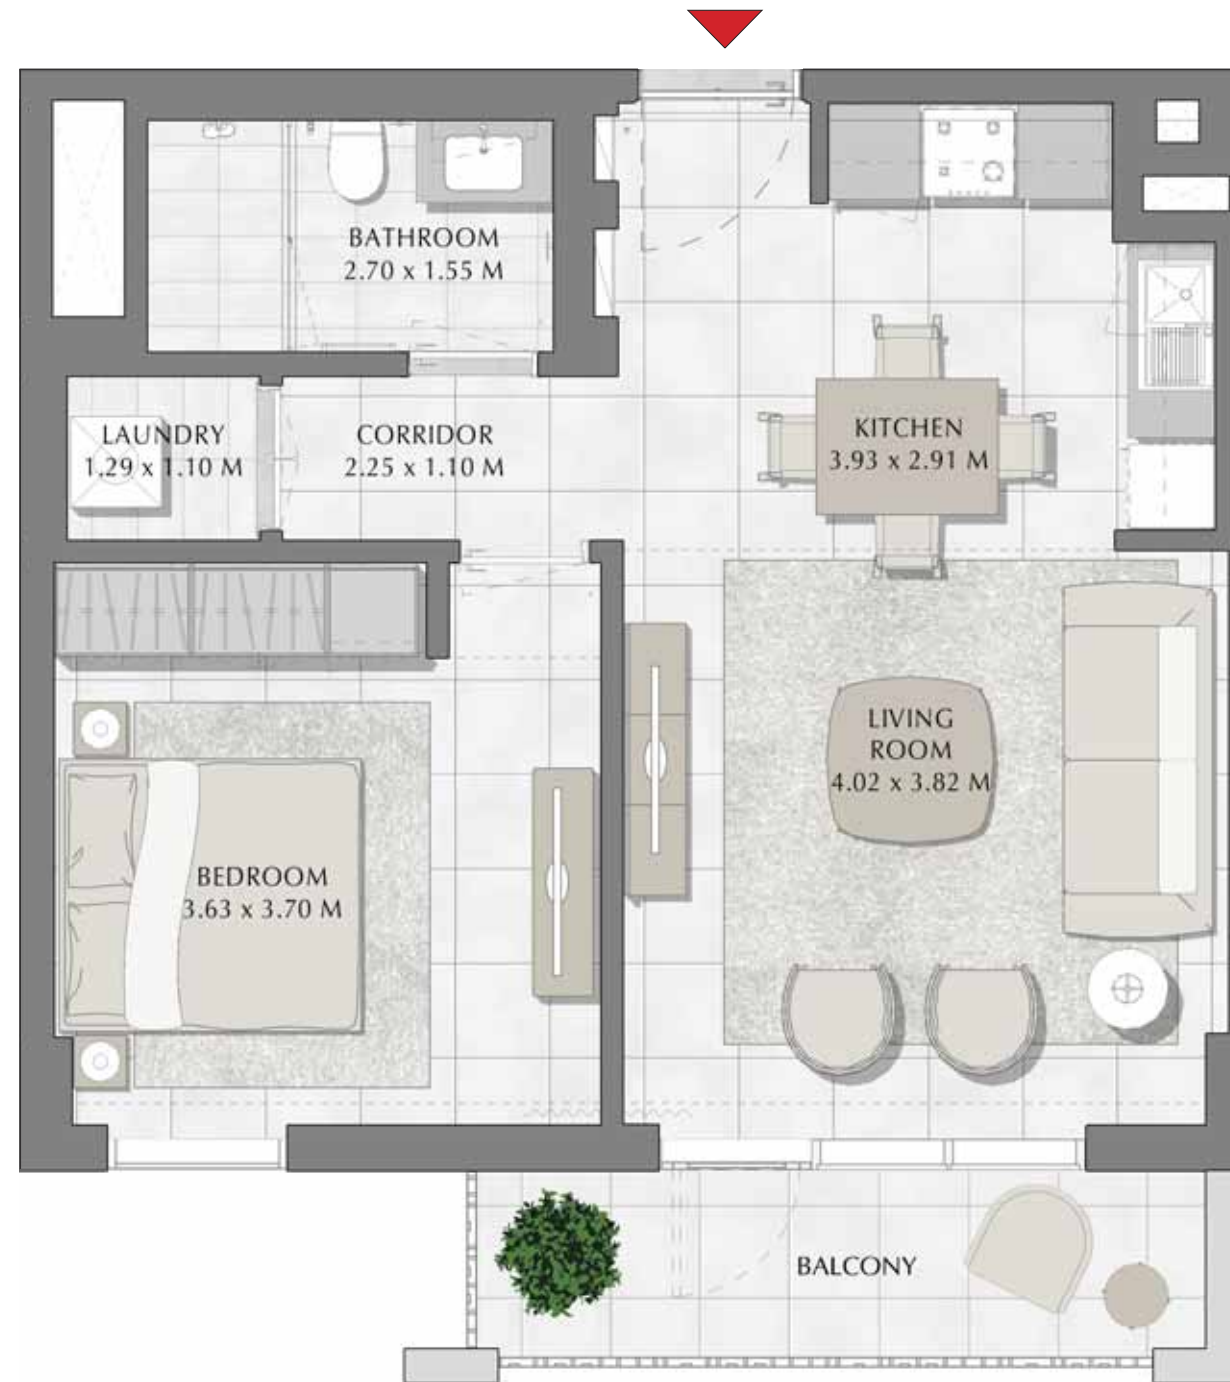 BATHROOM
2.70 x 1.55 M
LAUNDRY
1.29 x 1.10 M
CORRIDOR
2.25 x 1.10 M
KITCHEN
3.93 x 2.91 M
LIVING
ROOM
4.02 x 3.82 M
BEDROOM
3.63 x 3.70 M
BALCONY